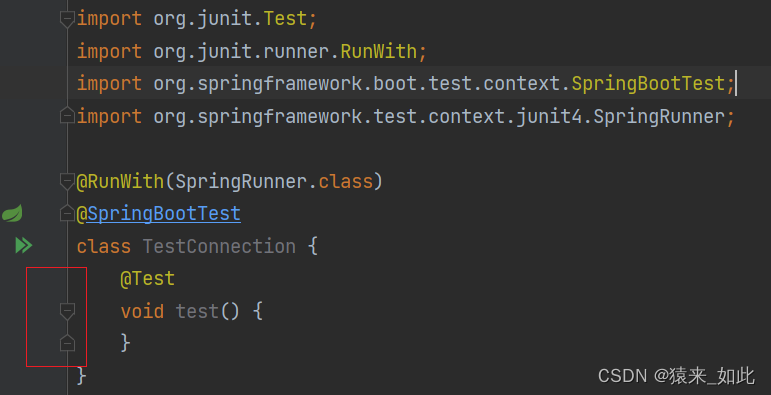 import org.junit.Test;
import org.junit.runner.RunWith;
import org.springframework.boot.test.context.SpringBootTest;
import org.springframework.test.context.junit4.SpringRunner;
@RunWith(SpringRunner.class)
@SpringBootTest
class TestConnection {
@Test
void test() {
}
}
CSDN @猿来_如此